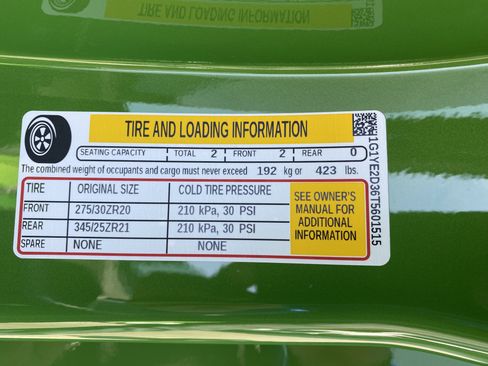 TIRE AND LOADING INFORMATION
SEATING CAPACITY TOTAL 2 FRONT 2 REAR 0
The combined weight of occupants and cargo must never exceed 192 kg or 423 lbs.
TIRE ORIGINAL SIZE COLD TIRE PRESSURE
FRONT 275/30ZR20 210 kPa, 30 PSI
REAR 345/25ZR21 210 kPa, 30 PSI
SPARE NONE NONE
SEE OWNER'S
MANUAL FOR
ADDITIONAL
INFORMATION
1G1YE2D36T5601515